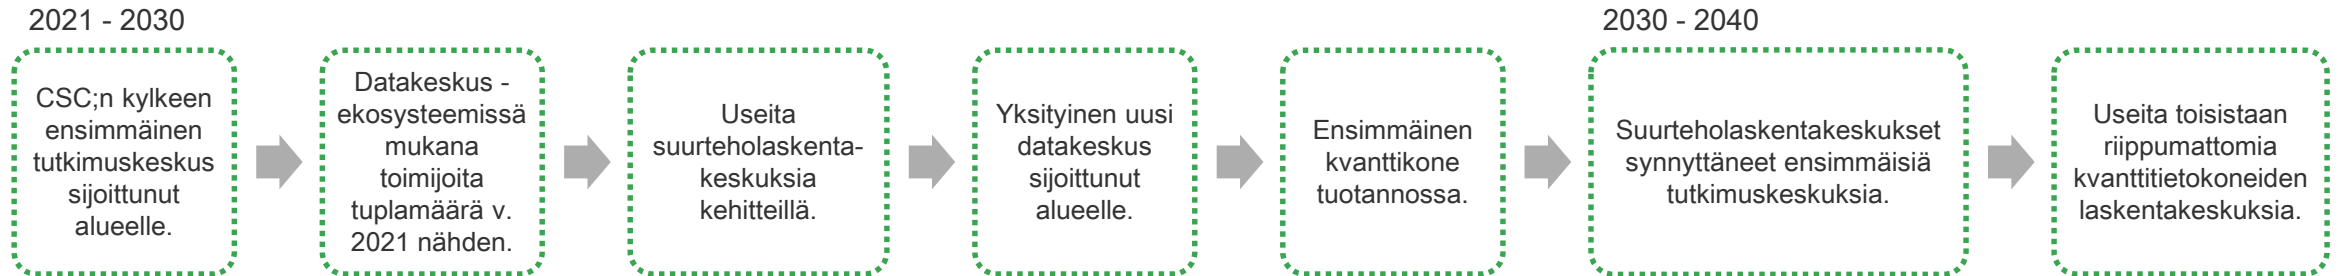 2021 - 2030
CSC;n kylkeen
ensimmäinen
tutkimuskeskus
sijoittunut
alueelle.
Datakeskus -
ekosysteemissä
mukana
toimijoita
tuplamäärä v.
2021 nähden.
Useita
suurteholaskenta-
keskuksia
kehitteillä.
Yksityinen uusi
datakeskus
sijoittunut
alueelle.
Ensimmäinen
kvanttikone
tuotannossa.
2030 - 2040
Suurteholaskentakeskukset
synnyttäneet ensimmäisiä
tutkimuskeskuksia.
Useita toisistaan
riippumattomia
kvanttitietokoneiden
laskentakeskuksia.